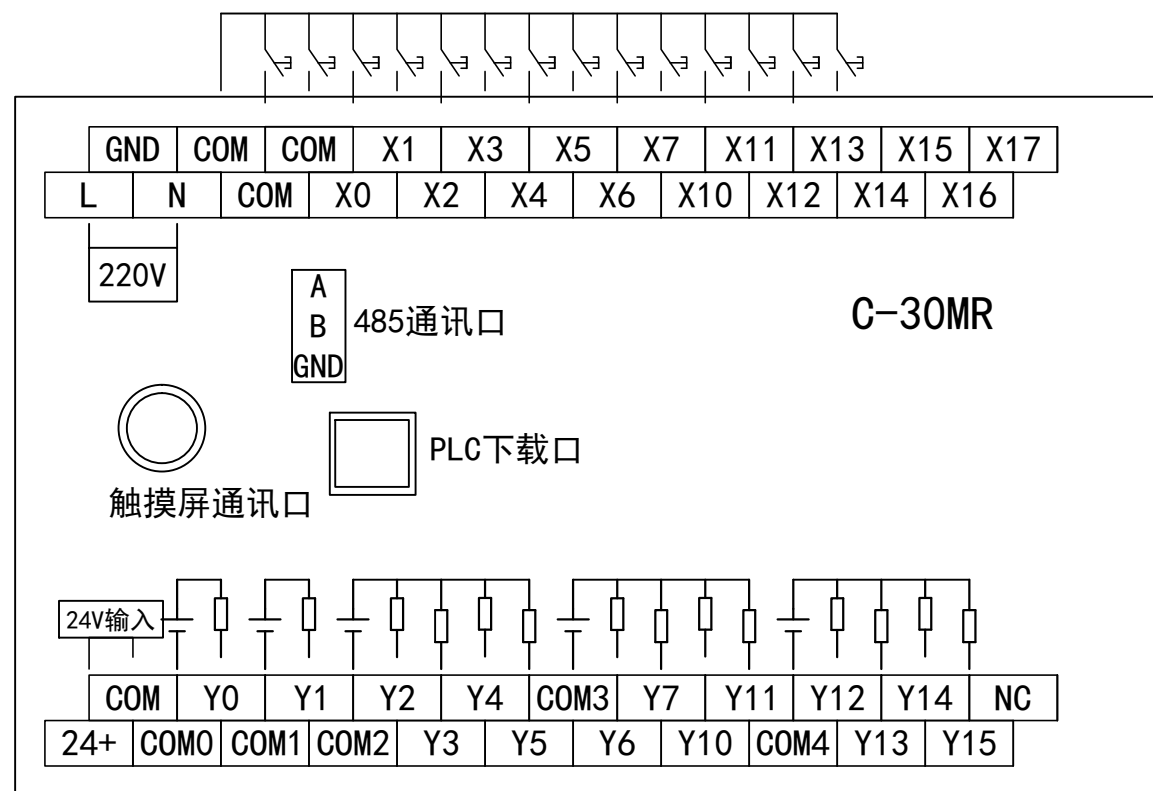 GND COM COM X1 X3 X5 X7 X11 X13 X15 X17
L N COM X0 X2 X4 X6 X10 X12 X14 X16
220V
A
B
GND
485通讯口
C-30MR
PLC下载口
触摸屏通讯口
24V输入
COM Y0 Y1 Y2 Y4 COM3 Y7 Y11 Y12 Y14 NC
24+ COM0 COM1 COM2 Y3 Y5 Y6 Y10 COM4 Y13 Y15